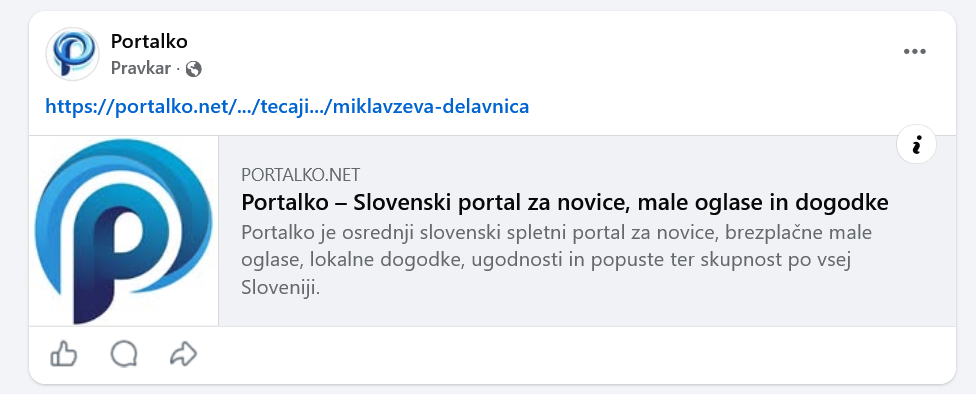 Portalko
Pravkar ·
https://portalko.net/.../tecaji.../miklavzeva-delavnica
PORTALKO.NET
Portalko – Slovenski portal za novice, male oglase in dogodke
Portalko je osrednji slovenski spletni portal za novice, brezplačne male
oglase, lokalne dogodke, ugodnosti in popuste ter skupnost po vsej
Sloveniji.